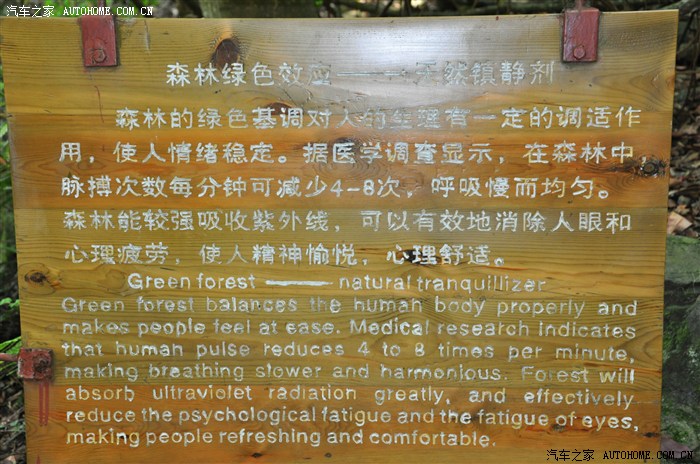 汽车之家 AUTOHOME.COM.CN
森林绿色效应——天然镇静剂
森林的绿色基调对人的生理有一定的调适作
用，使人情绪稳定。据医学调查显示，在森林中
脉搏次数每分钟可减少4-8次，呼吸慢而均匀。
森林能较强吸收紫外线，可以有效地消除人眼和
心理疲劳，使人精神愉悦，心理舒适。
Green forest —— natural tranquillizer
Green forest balances the human body properly and
makes people feel at ease. Medical research indicates
that human pulse reduces 4 to 8 times per minute,
making breathing slower and harmonious. Forest will
absorb ultraviolet radiation greatly, and effectively
reduce the psychological fatigue and the fatigue of eyes,
making people refreshing and comfortable.
汽车之家 AUTOHOME.COM.CN